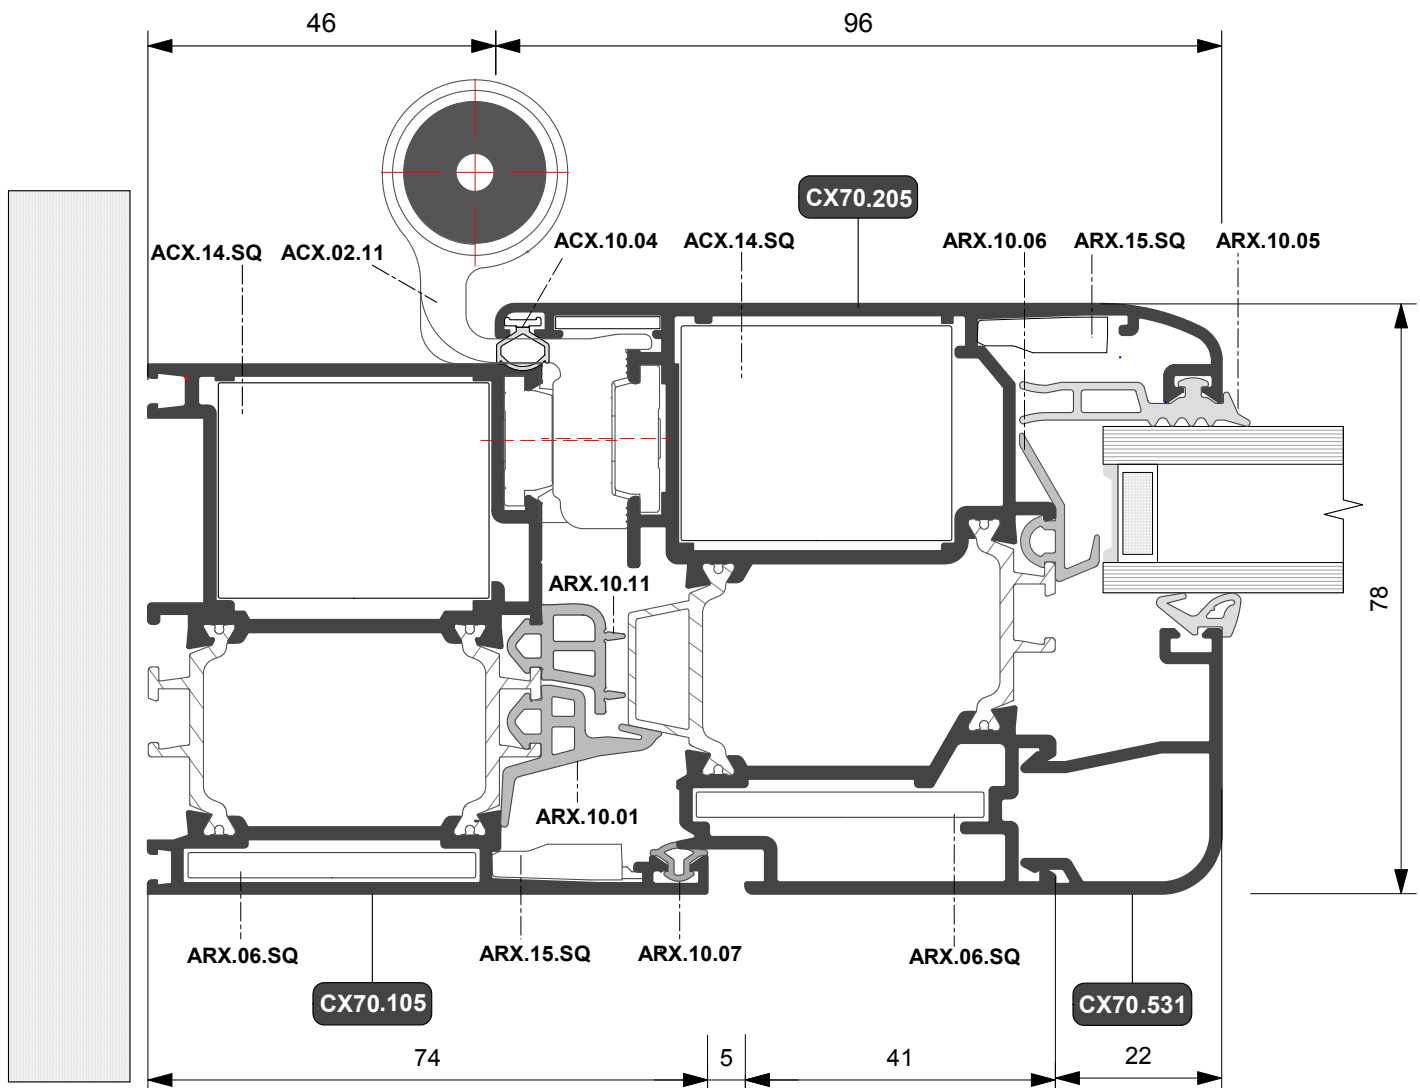 46
96
CX70.205
ACX.14.SQ
ACX.02.11
ACX.10.04
ACX.14.SQ
ARX.10.06
ARX.15.SQ
ARX.10.05
ARX.10.11
78
ARX.10.01
ARX.06.SQ
ARX.15.SQ
ARX.10.07
ARX.06.SQ
CX70.105
CX70.531
74
5
41
22